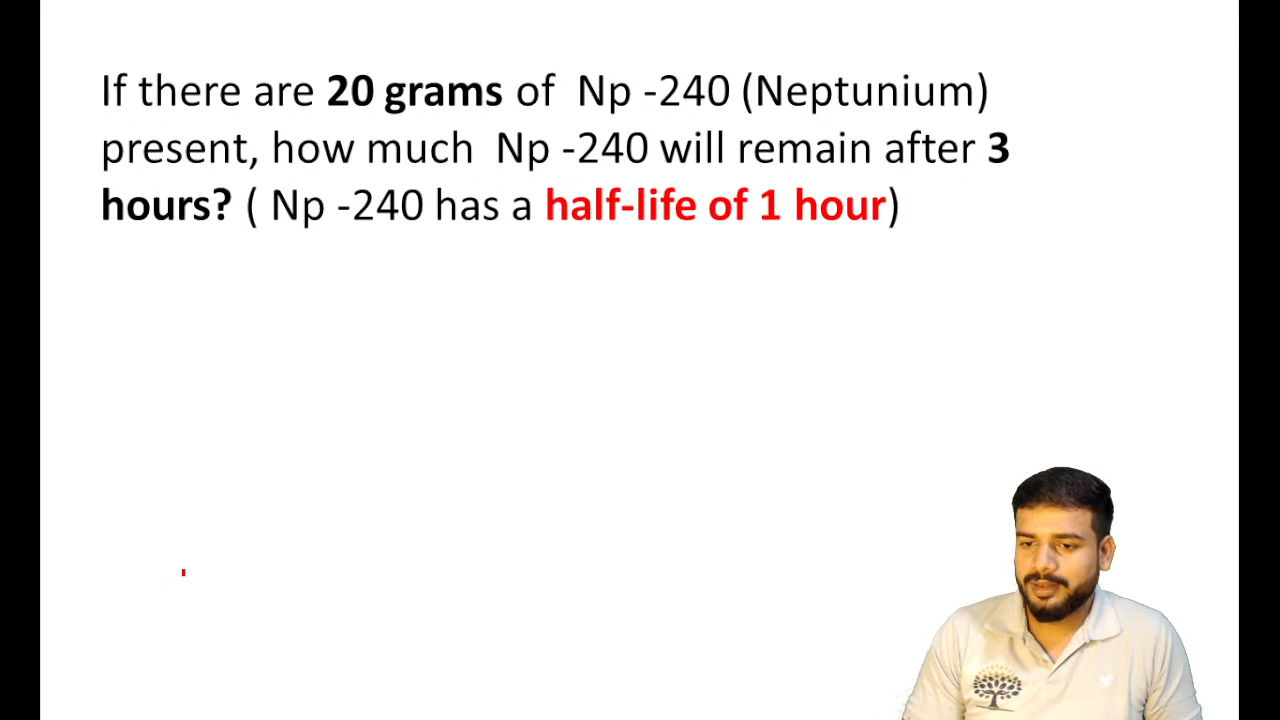 If there are 20 grams of Np -240 (Neptunium)
present, how much Np -240 will remain after 3
hours? ( Np -240 has a half-life of 1 hour)